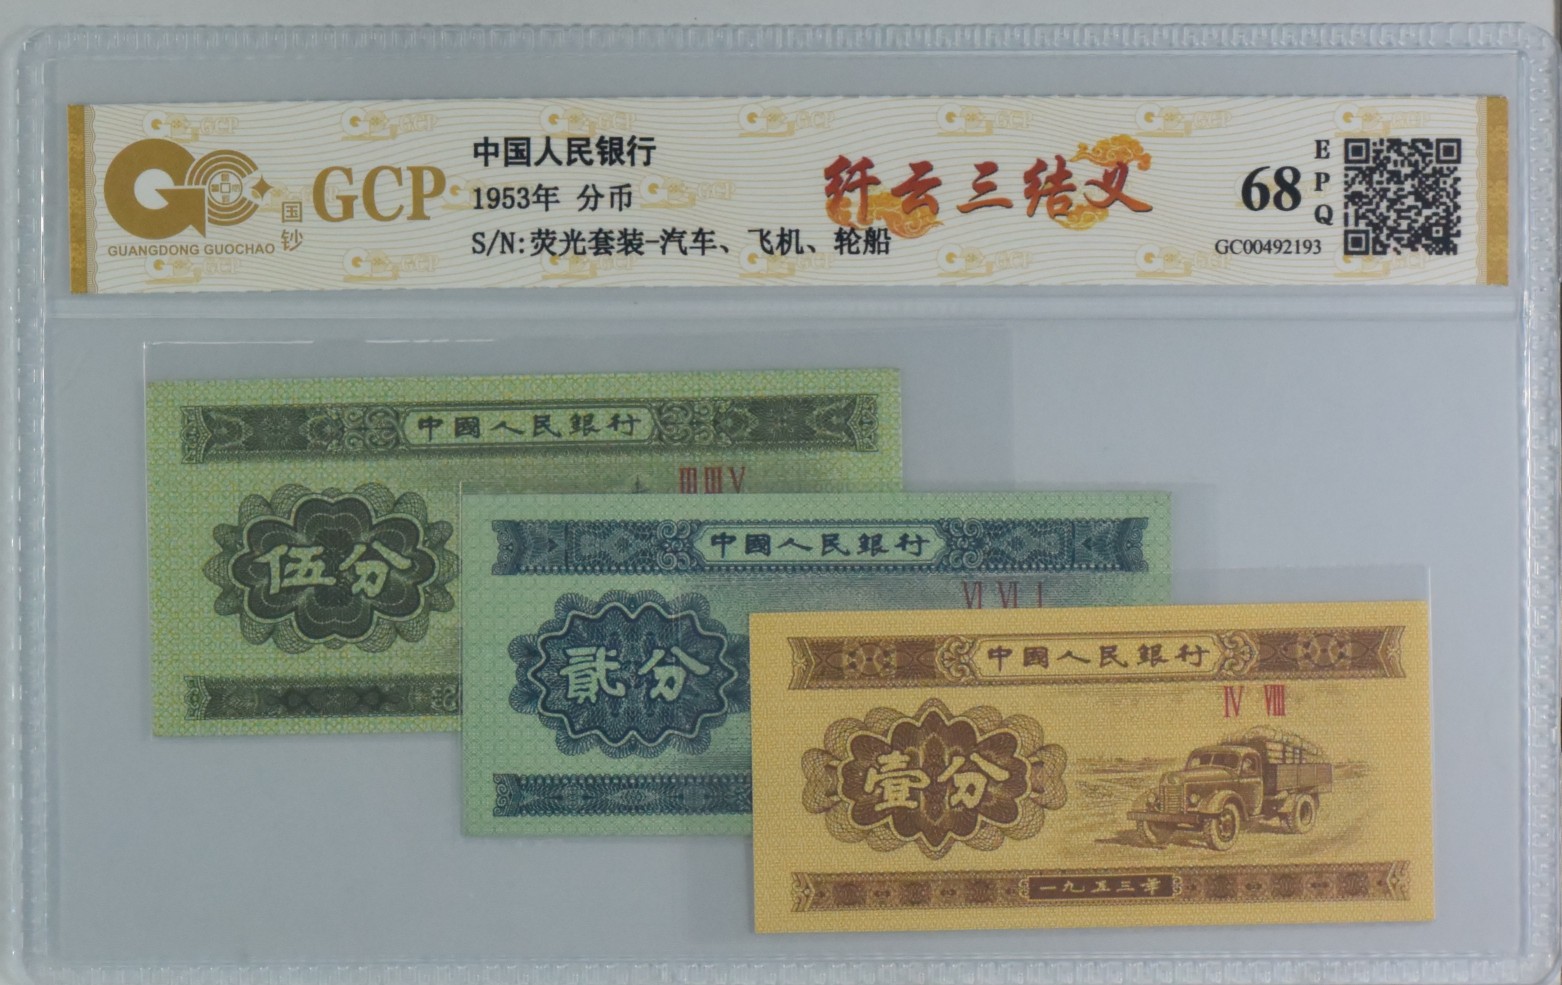 GUANGDONG GUOCHAO
国钞
GCP
中国人民银行
1953年 分币
S/N:荧光套装-汽车、飞机、轮船
纤云三结义
68
EPQ
GC00492193
中國人民銀行
III III V
伍分
中國人民銀行
VI VI I
貳分
中國人民銀行
IV VIII
壹分
一九五三年